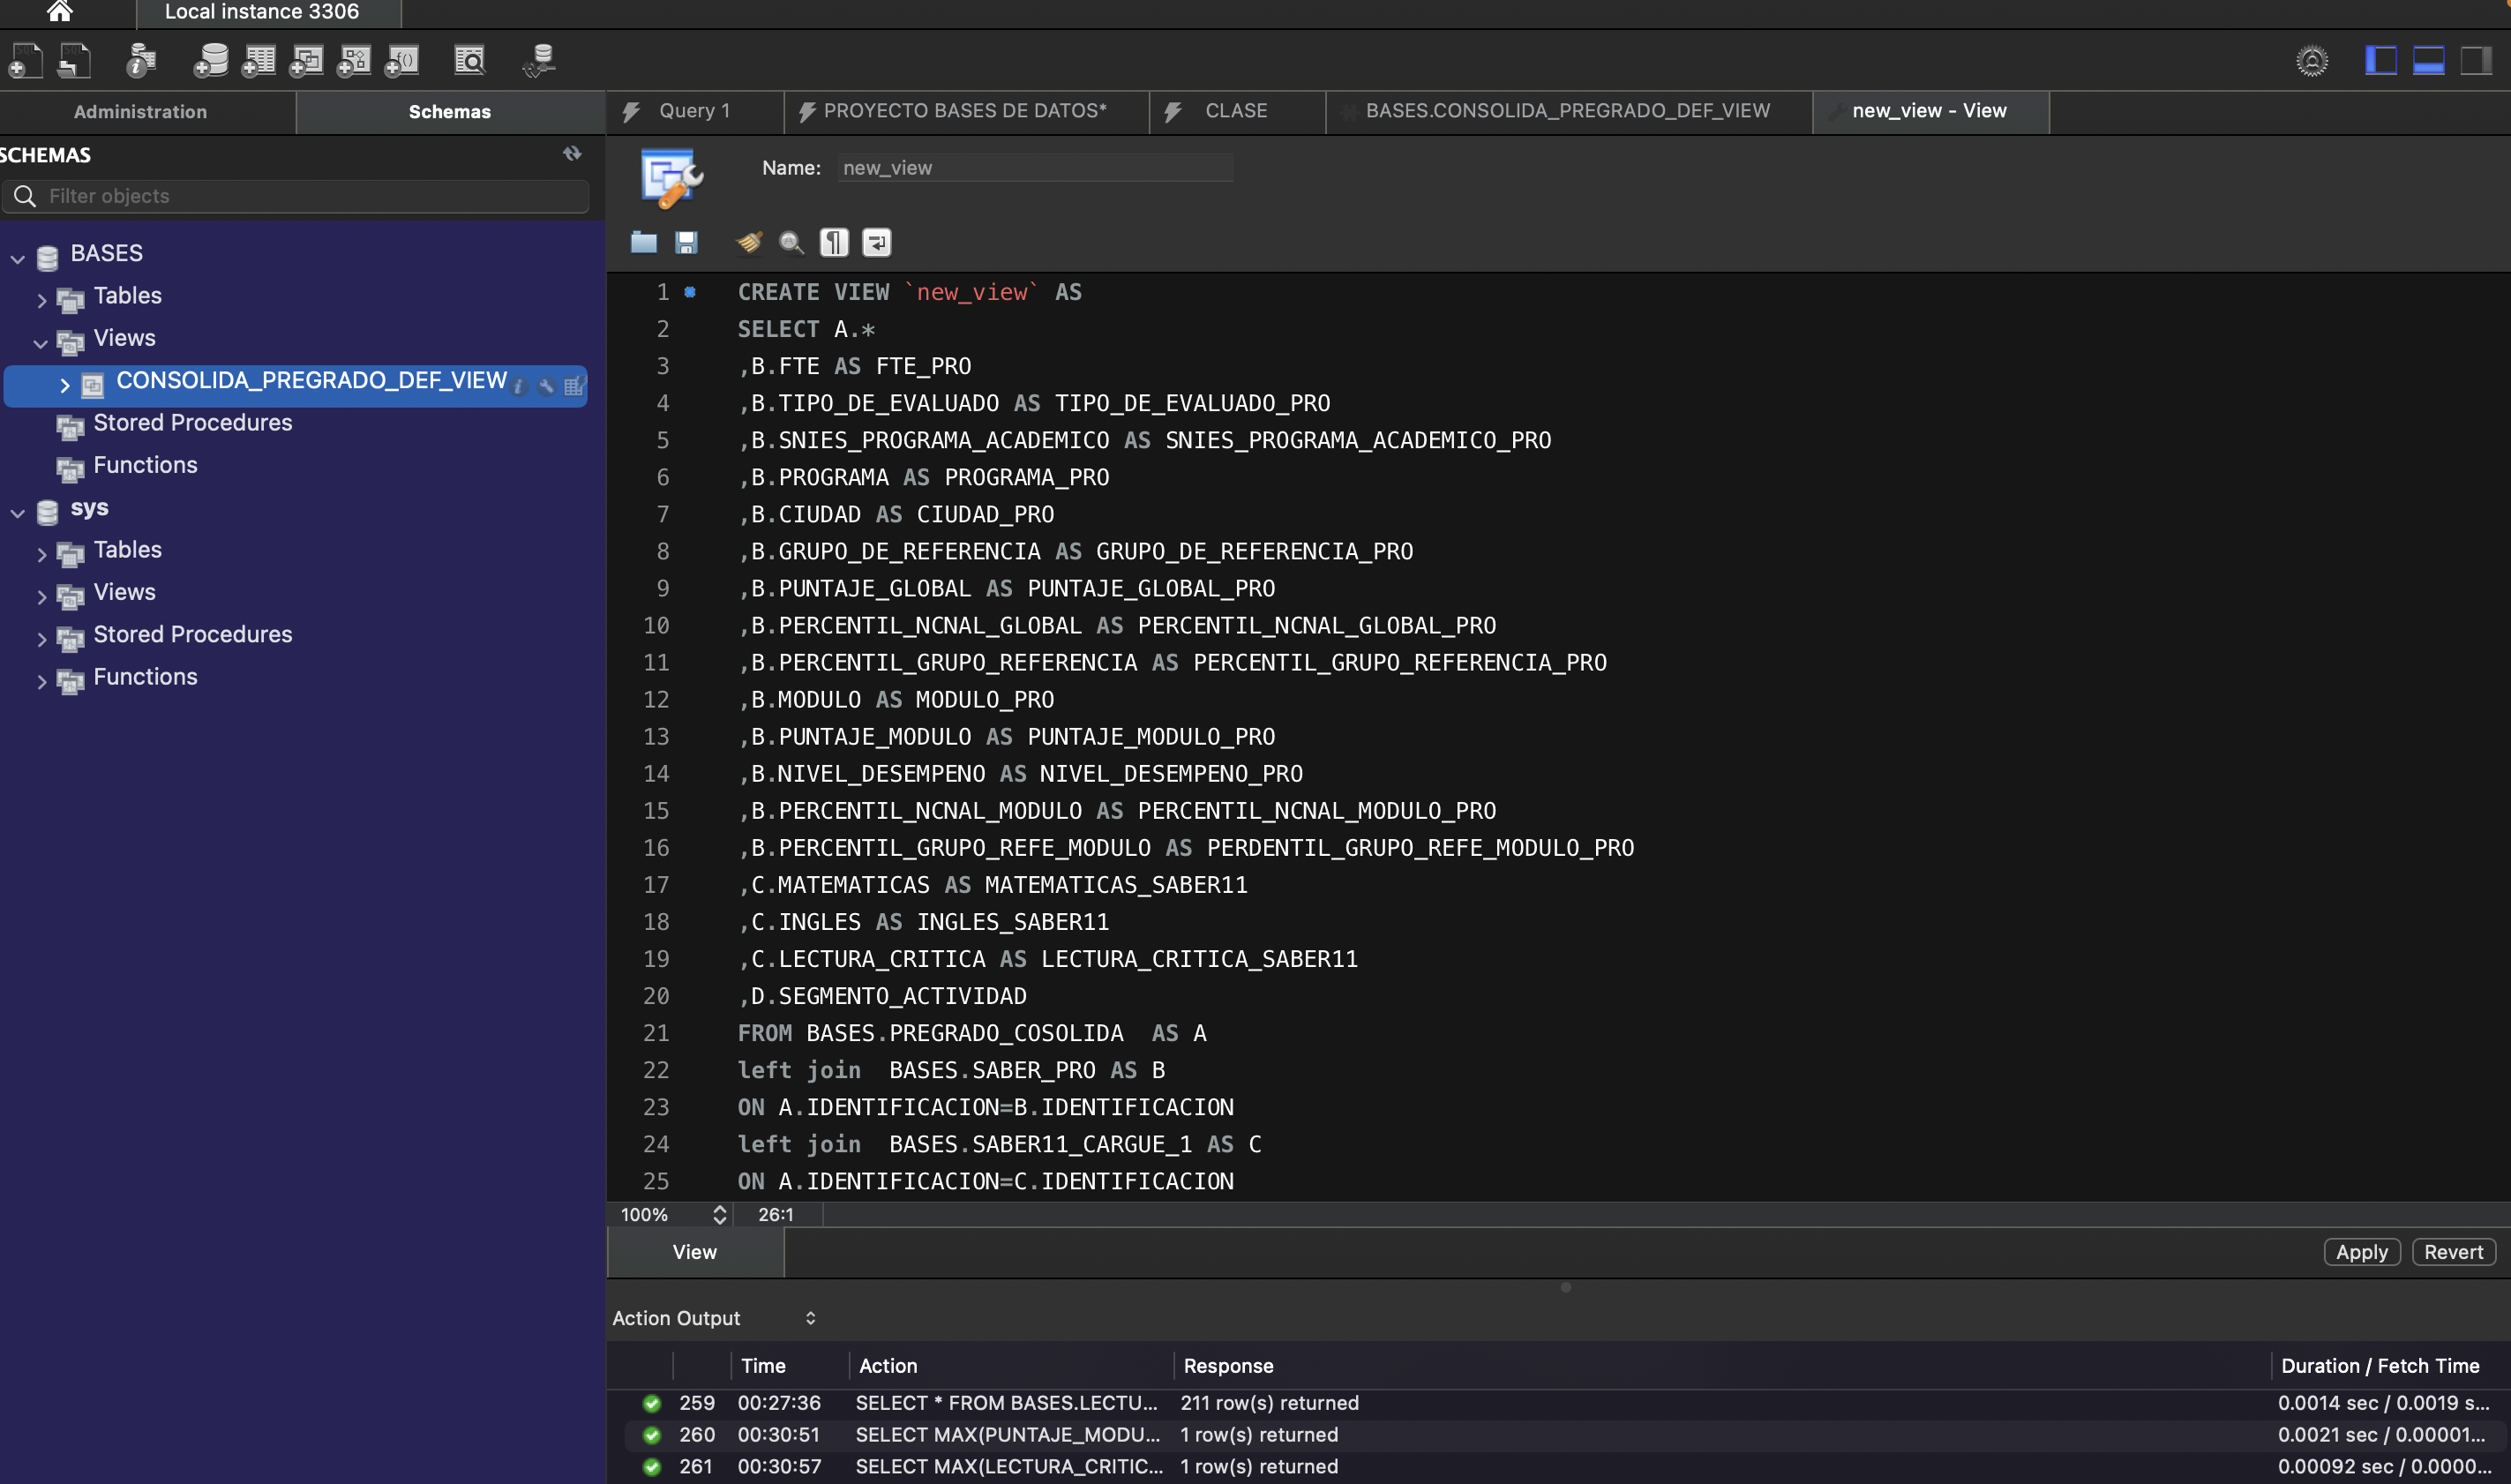 Local instance 3306
Administration
Schemas
Query 1
PROYECTO BASES DE DATOS*
CLASE
BASES.CONSOLIDA_PREGRADO_DEF_VIEW
new_view - View
SCHEMAS
Filter objects
BASES
Tables
Views
CONSOLIDA_PREGRADO_DEF_VIEW
Stored Procedures
Functions
sys
Tables
Views
Stored Procedures
Functions
Name: new_view
1 CREATE VIEW `new_view` AS
2 SELECT A.*
3 ,B.FTE AS FTE_PRO
4 ,B.TIPO_DE_EVALUADO AS TIPO_DE_EVALUADO_PRO
5 ,B.SNIES_PROGRAMA_ACADEMICO AS SNIES_PROGRAMA_ACADEMICO_PRO
6 ,B.PROGRAMA AS PROGRAMA_PRO
7 ,B.CIUDAD AS CIUDAD_PRO
8 ,B.GRUPO_DE_REFERENCIA AS GRUPO_DE_REFERENCIA_PRO
9 ,B.PUNTAJE_GLOBAL AS PUNTAJE_GLOBAL_PRO
10 ,B.PERCENTIL_NCNAL_GLOBAL AS PERCENTIL_NCNAL_GLOBAL_PRO
11 ,B.PERCENTIL_GRUPO_REFERENCIA AS PERCENTIL_GRUPO_REFERENCIA_PRO
12 ,B.MODULO AS MODULO_PRO
13 ,B.PUNTAJE_MODULO AS PUNTAJE_MODULO_PRO
14 ,B.NIVEL_DESEMPENO AS NIVEL_DESEMPENO_PRO
15 ,B.PERCENTIL_NCNAL_MODULO AS PERCENTIL_NCNAL_MODULO_PRO
16 ,B.PERCENTIL_GRUPO_REFE_MODULO AS PERDENTIL_GRUPO_REFE_MODULO_PRO
17 ,C.MATEMATICAS AS MATEMATICAS_SABER11
18 ,C.INGLES AS INGLES_SABER11
19 ,C.LECTURA_CRITICA AS LECTURA_CRITICA_SABER11
20 ,D.SEGMENTO_ACTIVIDAD
21 FROM BASES.PREGRADO_COSOLIDA  AS A
22 left join  BASES.SABER_PRO AS B
23 ON A.IDENTIFICACION=B.IDENTIFICACION
24 left join  BASES.SABER11_CARGUE_1 AS C
25 ON A.IDENTIFICACION=C.IDENTIFICACION
100% 26:1
View
Apply Revert
Action Output
Time Action Response Duration / Fetch Time
259 00:27:36 SELECT * FROM BASES.LECTU... 211 row(s) returned 0.0014 sec / 0.0019 s...
260 00:30:51 SELECT MAX(PUNTAJE_MODU... 1 row(s) returned 0.0021 sec / 0.00001...
261 00:30:57 SELECT MAX(LECTURA_CRITIC... 1 row(s) returned 0.00092 sec / 0.0000...